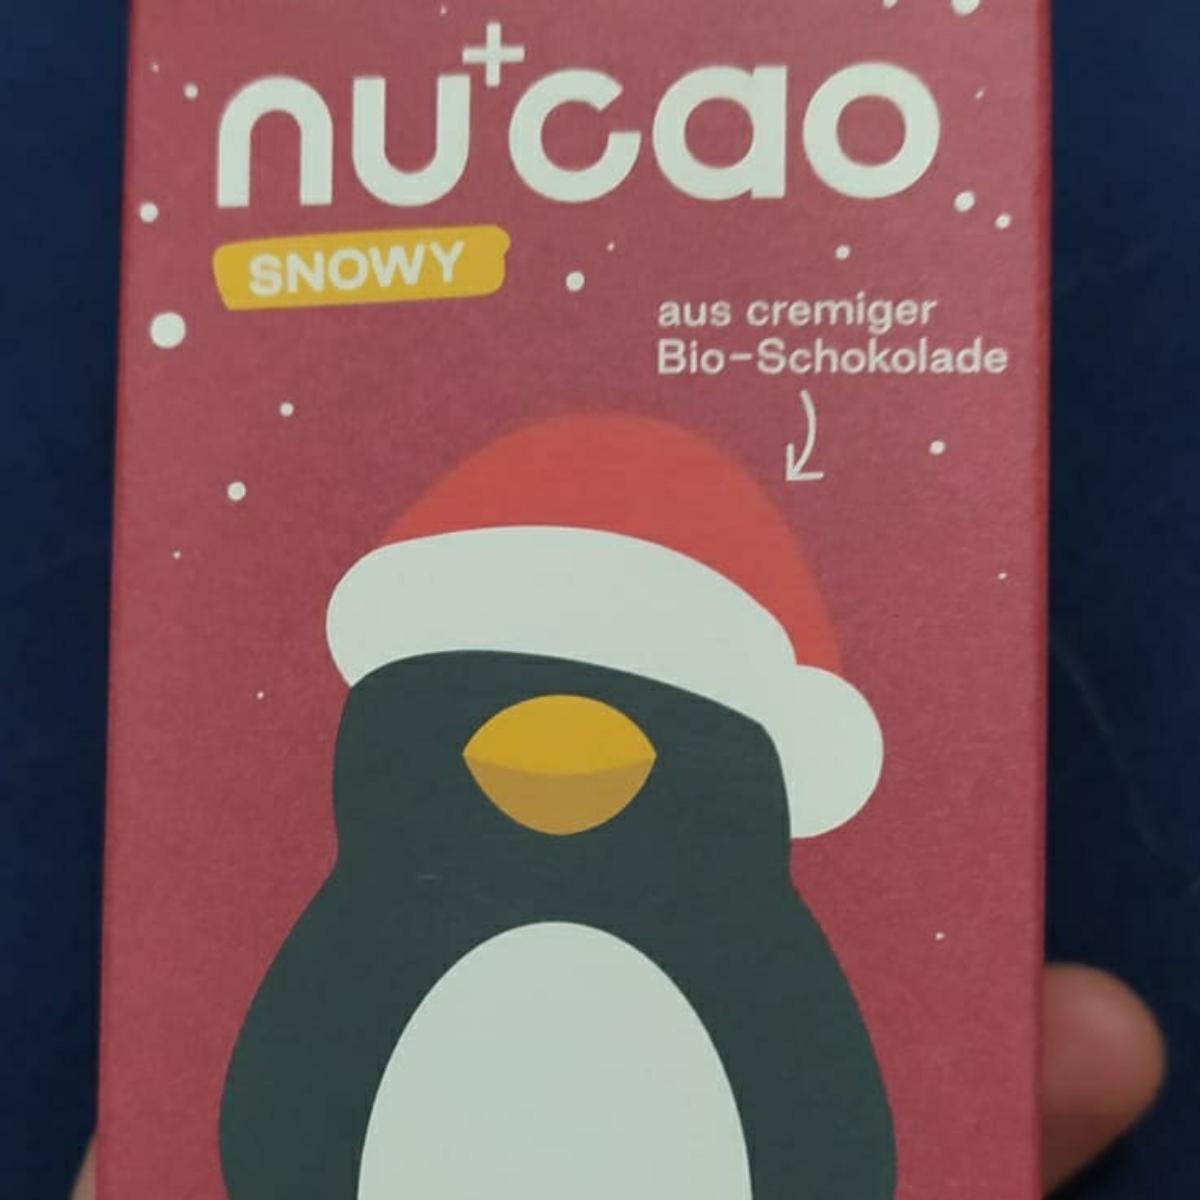 nu+cao
SNOWY
aus cremiger
Bio-Schokolade